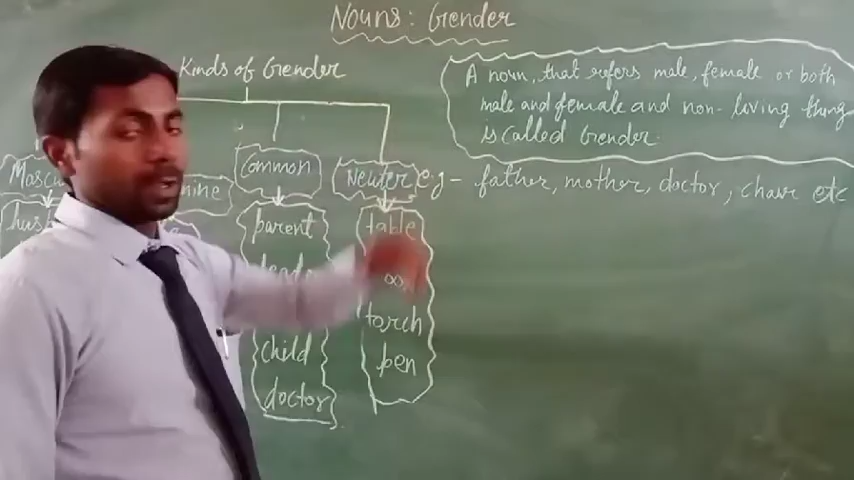 Nouns: Gender
Kinds of Gender
A noun, that refers male, female or both
male and female and non-living things
is called Gender.
e.g - father, mother, doctor, chair etc
Common
Neuter
parent
child
doctor
table
torch
pen